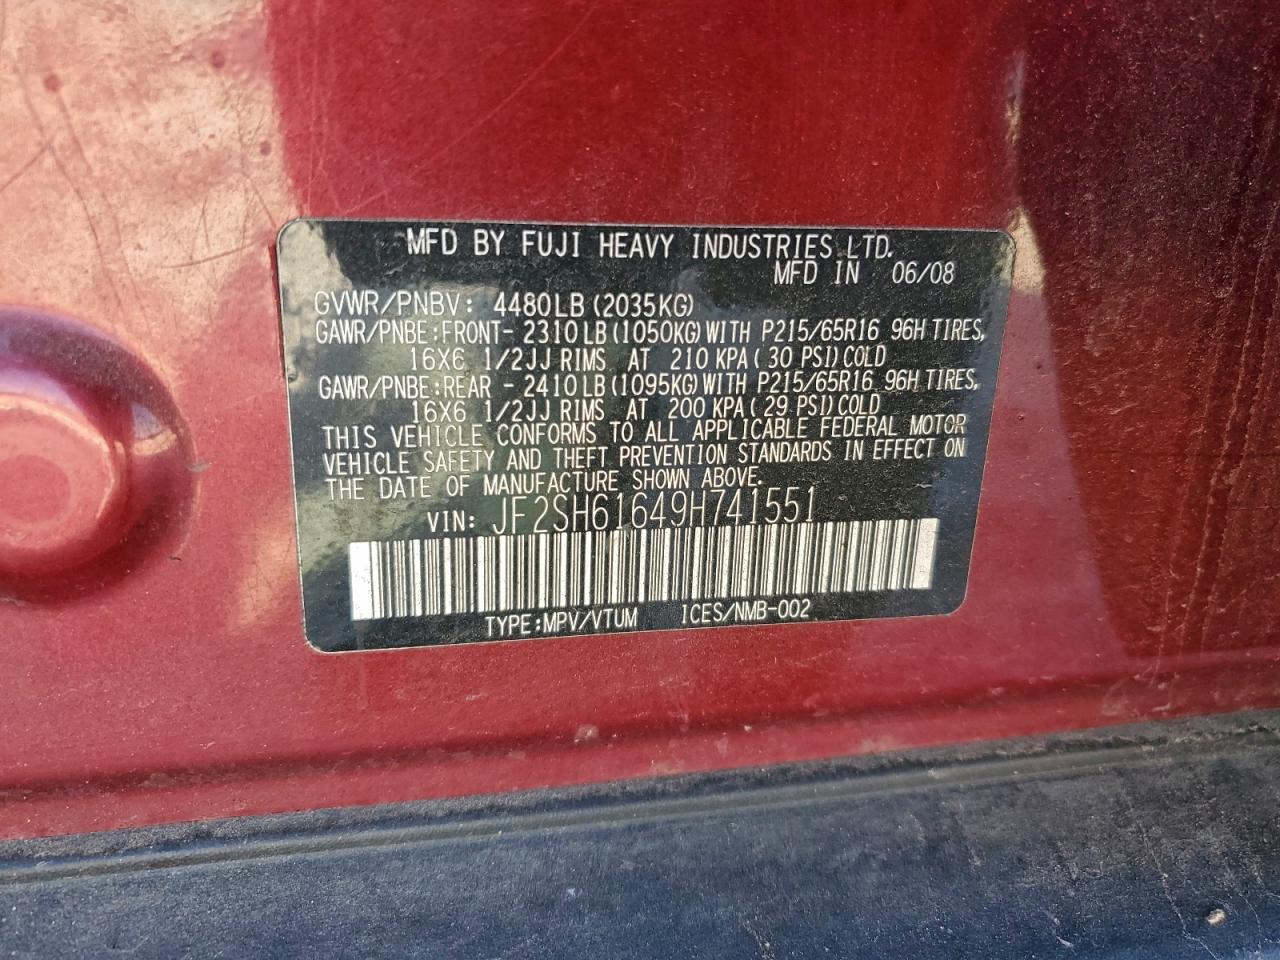 MFD BY FUJI HEAVY INDUSTRIES LTD.
MFD IN 06/08
GVWR/PNBV: 4480LB (2035KG)
GAWR/PNBE:FRONT- 2310LB (1050KG) WITH P215/65R16 96H TIRES,
16X6 1/2JJ RIMS AT 210 KPA ( 30 PSI) COLD
GAWR/PNBE:REAR - 2410LB (1095KG) WITH P215/65R16 96H TIRES,
16X6 1/2JJ RIMS AT 200 KPA ( 29 PSI) COLD
THIS VEHICLE CONFORMS TO ALL APPLICABLE FEDERAL MOTOR
VEHICLE SAFETY AND THEFT PREVENTION STANDARDS IN EFFECT ON
THE DATE OF MANUFACTURE SHOWN ABOVE.
VIN: JF2SH61649H741551
TYPE:MPV/VTUM ICES/NMB-002